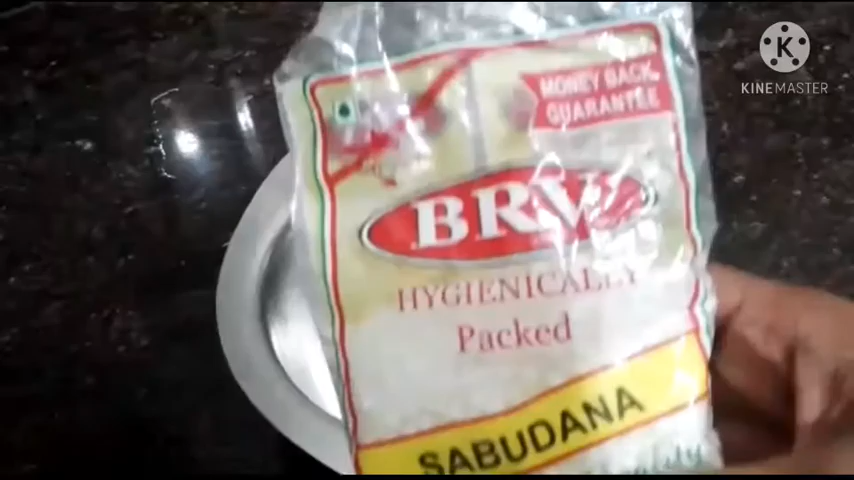 K
KINEMASTER
MONEY BACK
GUARANTEE
BRV
HYGIENICALLY
Packed
SABUDANA